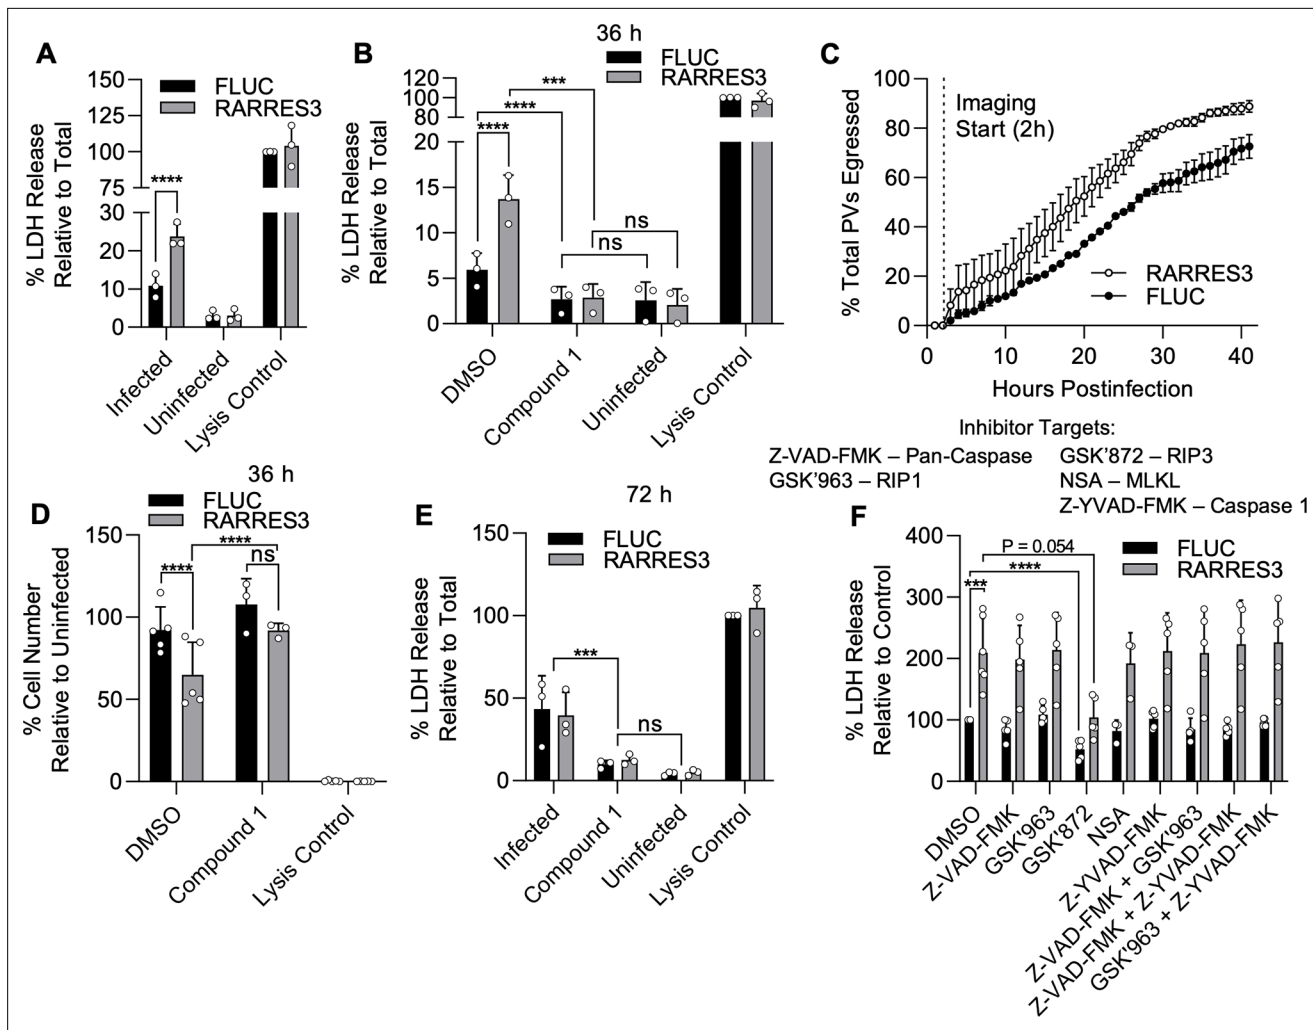 A
FLUC
RARRES3
% LDH Release
Relative to Total
150
100
75
30
20
10
0
****
Infected
Uninfected
Lysis Control
B
36 h
FLUC
RARRES3
% LDH Release
Relative to Total
120
100
80
20
15
10
5
0
***
****
****
ns
ns
DMSO
Compound 1
Uninfected
Lysis Control
C
% Total PVs Egressed
100
80
60
40
20
0
Imaging
Start (2h)
RARRES3
FLUC
0 10 20 30 40
Hours Postinfection
Inhibitor Targets:
Z-VAD-FMK – Pan-Caspase GSK'872 – RIP3
GSK'963 – RIP1 NSA – MLKL
Z-YVAD-FMK – Caspase 1
D
36 h
FLUC
RARRES3
% Cell Number
Relative to Uninfected
150
100
50
0
****
ns
****
DMSO
Compound 1
Lysis Control
E
72 h
FLUC
RARRES3
% LDH Release
Relative to Total
150
100
50
0
***
ns
Infected
Compound 1
Uninfected
Lysis Control
F
FLUC
RARRES3
% LDH Release
Relative to Control
400
300
200
100
0
P = 0.054
****
***
DMSO
Z-VAD-FMK
GSK'963
GSK'872
NSA
Z-YVAD-FMK
Z-VAD-FMK + GSK'963
Z-VAD-FMK + Z-YVAD-FMK
GSK'963 + Z-YVAD-FMK